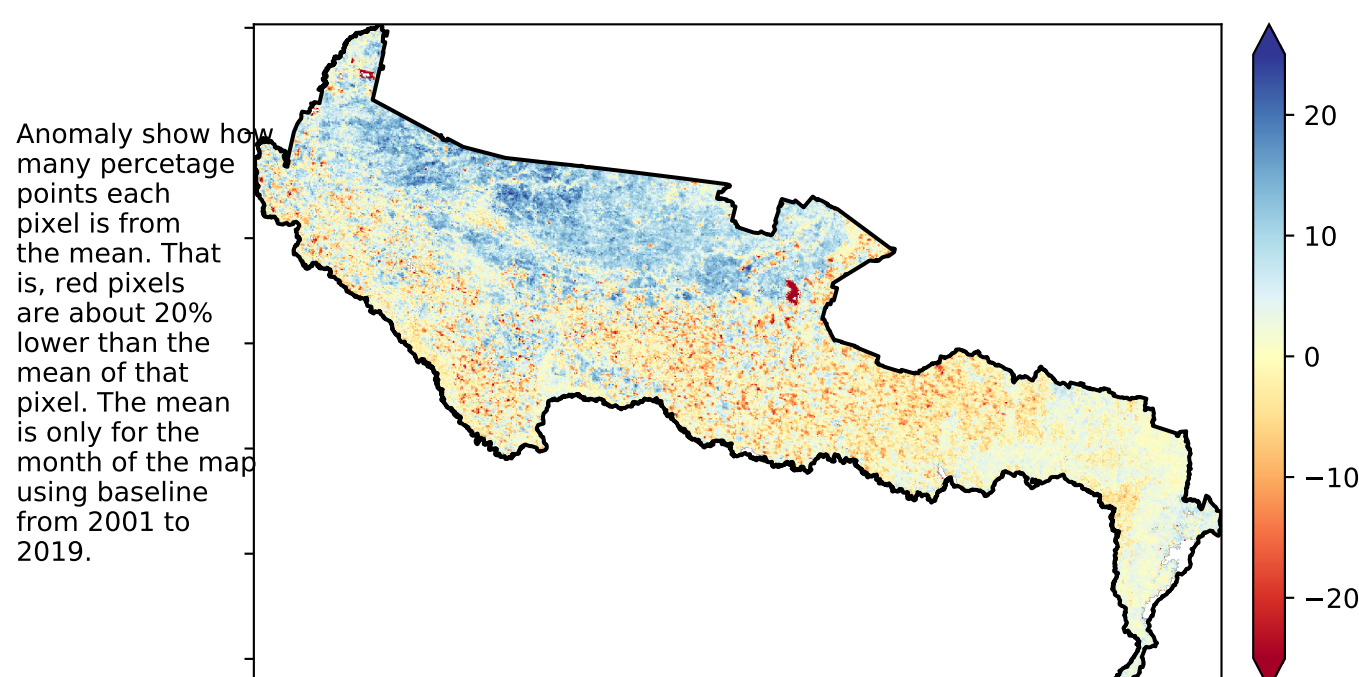 Anomaly show how
many percetage
points each
pixel is from
the mean. That
is, red pixels
are about 20%
lower than the
mean of that
pixel. The mean
is only for the
month of the map
using baseline
from 2001 to
2019.
20
10
0
−10
−20